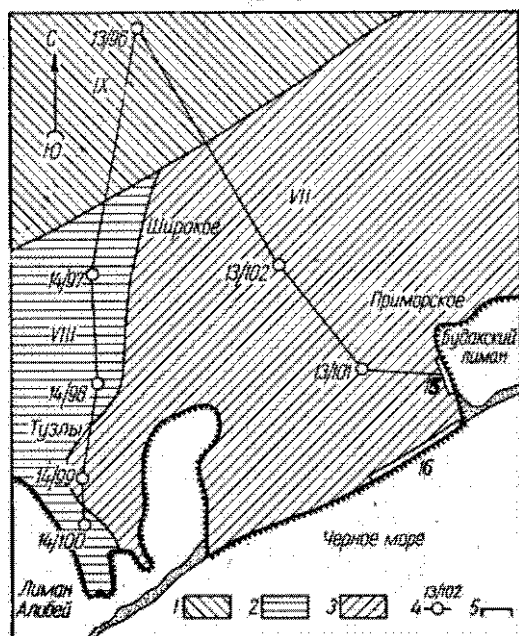 С
13/96
IX
Ю
VII
Широкое
13/102
14/97
Приморское
VIII
Будакский
лиман
13/101
15
14/98
Тузлы
14/99
16
14/100
Черное море
Лиман
Алибей
1 2 3 4 13/102 5